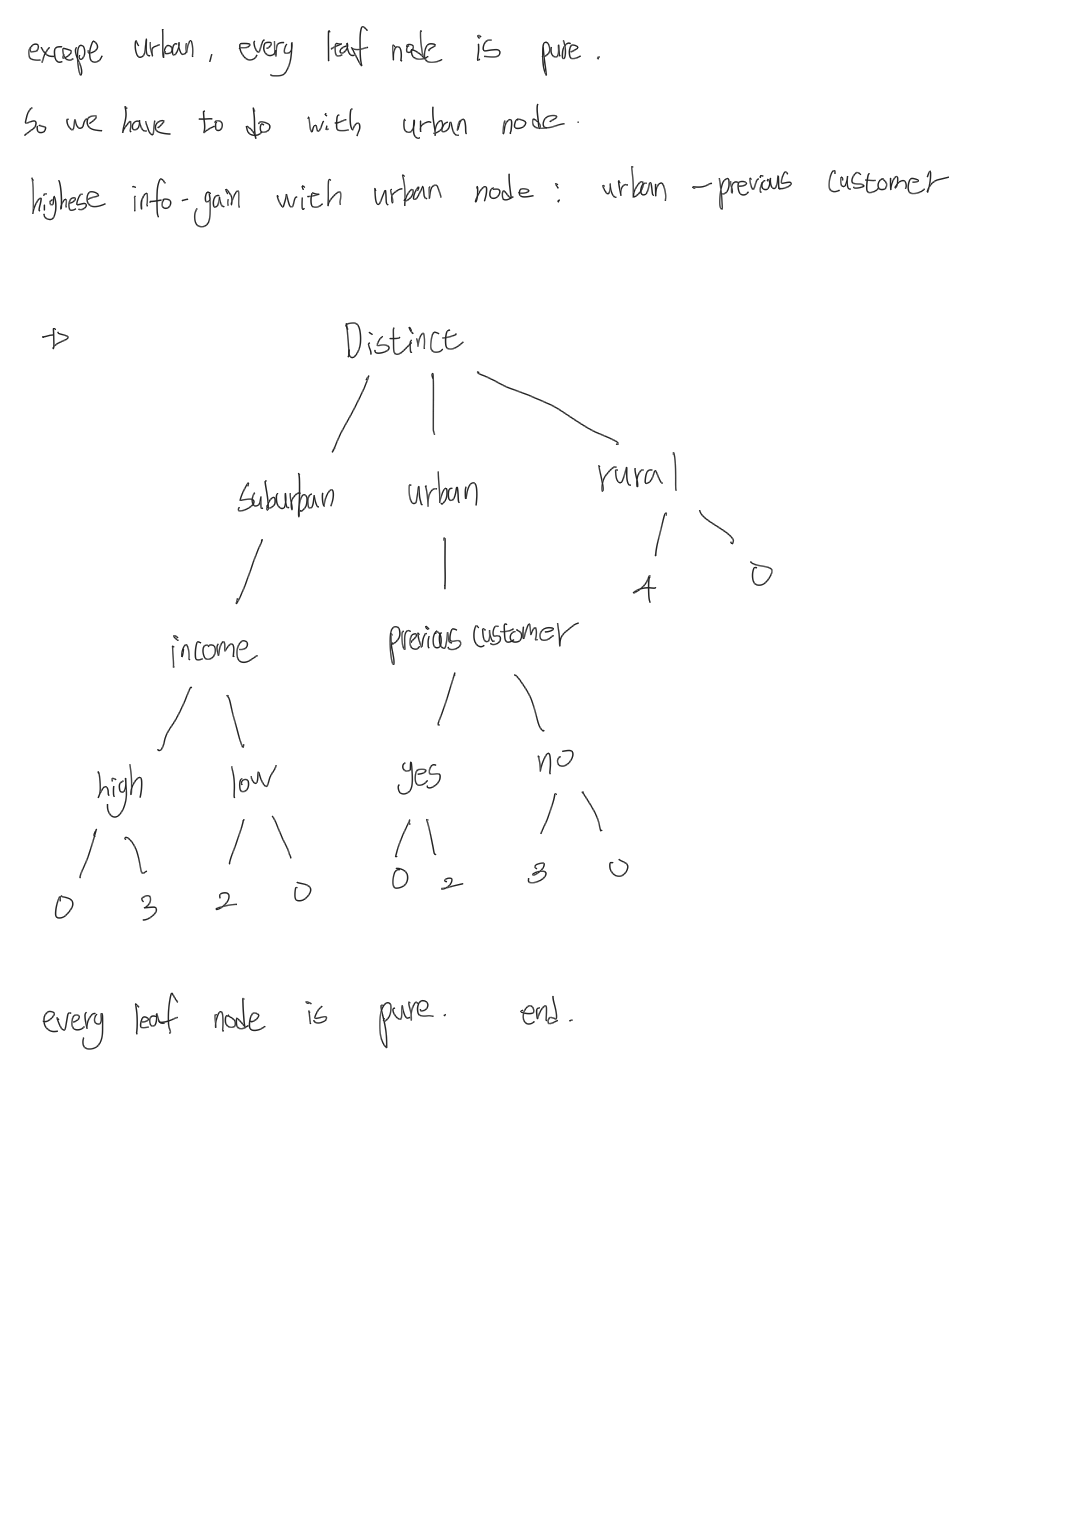 excepe urban, every leaf node is pure.
So we have to do with urban node.
highese info-gain with urban node : urban - previous customer
Distinct
suburban urban rural
4 0
income previous customer
high low yes no
0 3 2 0 0 2 3 0
every leaf node is pure. end.